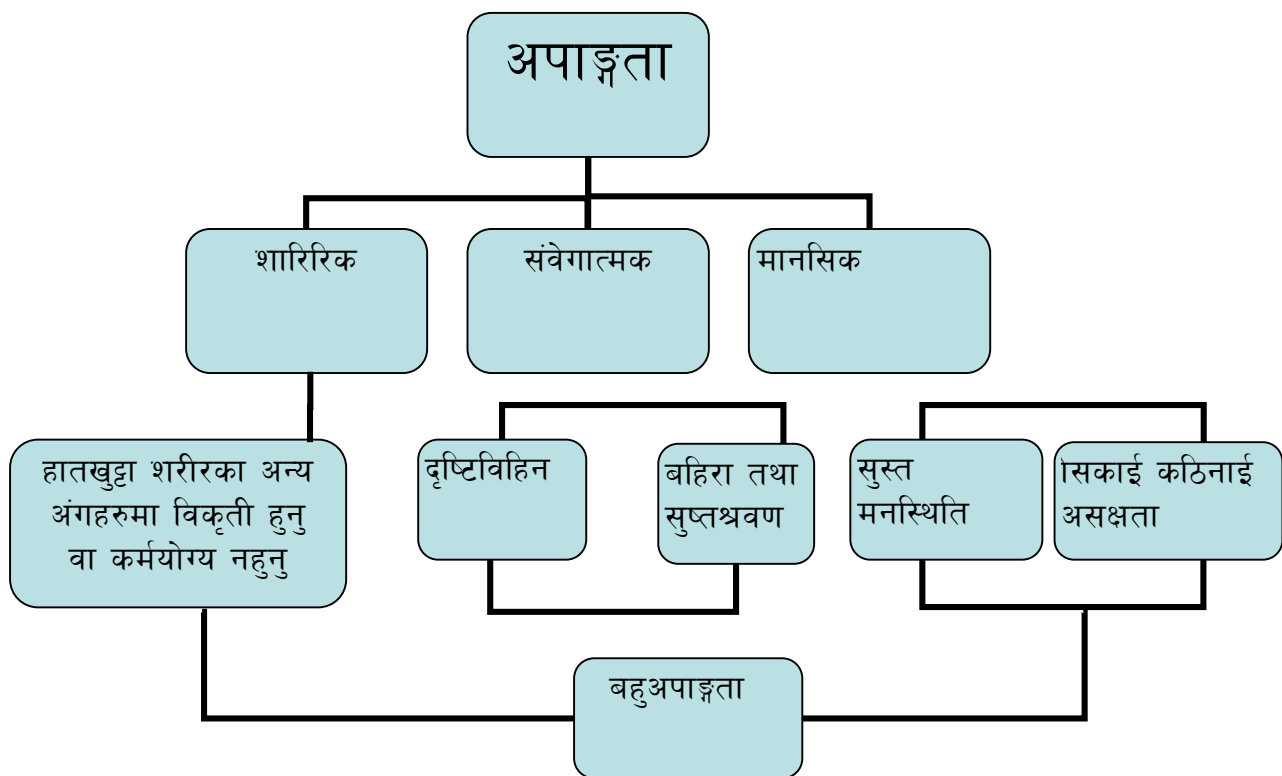 अपाङ्गता
शारिरिक
संवेगात्मक
मानसिक
हातखुट्टा शरीरका अन्य
अंगहरुमा विकृती हुनु
वा कर्मयोग्य नहुनु
दृष्टिविहिन
बहिरा तथा
सुष्तश्रवण
सुस्त
मनस्थिति
सिकाई कठिनाई
असक्षता
बहुअपाङ्गता